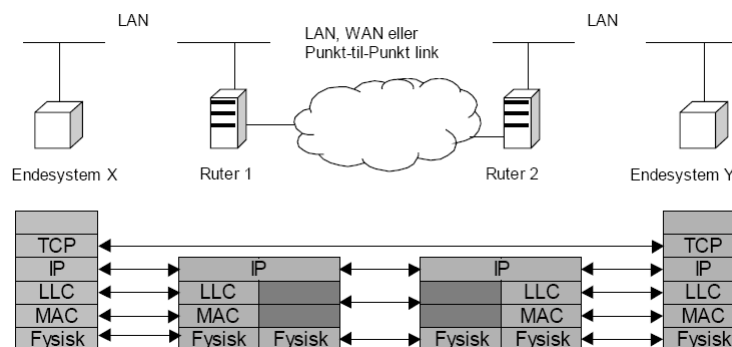 LAN
LAN
LAN, WAN eller
Punkt-til-Punkt link
Endesystem X
Ruter 1
Ruter 2
Endesystem Y
TCP
TCP
IP
IP
IP
IP
LLC
LLC
LLC
LLC
MAC
MAC
MAC
MAC
Fysisk
Fysisk
Fysisk
Fysisk
Fysisk
Fysisk